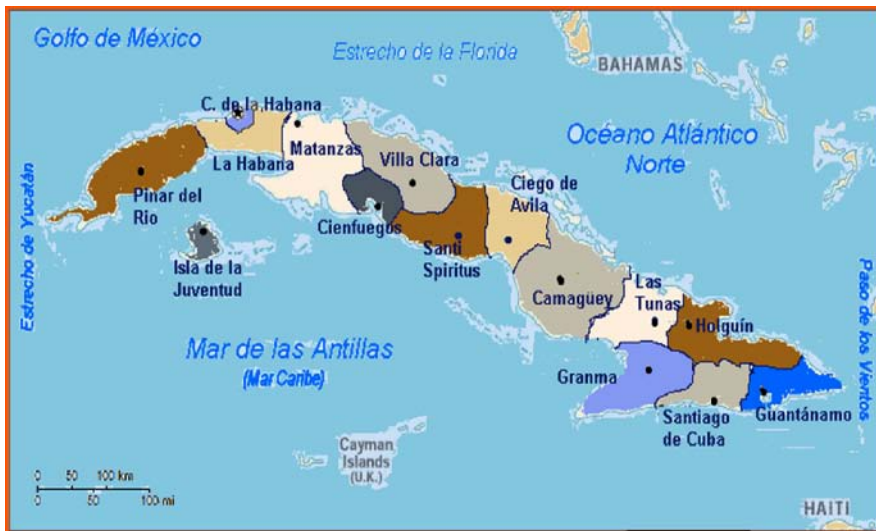 Golfo de México
Estrecho de la Florida
BAHAMAS
C. de la Habana
Océano Atlántico
Norte
Matanzas
La Habana
Villa Clara
Ciego de
Avila
Pinar del
Rio
Cienfuegos
Santi
Spiritus
Estrecho de Yucatán
Isla de la
Juventud
Camagüey
Las
Tunas
Holguín
Paso de los Vientos
Mar de las Antillas
(Mar Caribe)
Granma
Guantánamo
Santiago
de Cuba
Cayman
Islands
(U.K.)
0 50 100 km
0 50 100 mi
HAITI